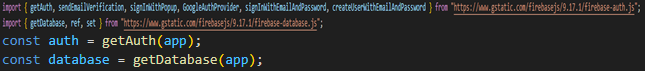 import { getAuth, sendEmailVerification, signInWithPopup, GoogleAuthProvider, signInWithEmailAndPassword, createUserWithEmailAndPassword } from "https://www.gstatic.com/firebasejs/9.17.1/firebase-auth.js";
import { getDatabase, ref, set } from "https://www.gstatic.com/firebasejs/9.17.1/firebase-database.js";
const auth = getAuth(app);
const database = getDatabase(app);